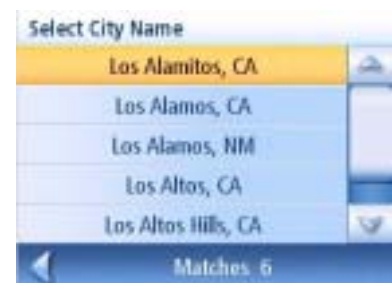 Select City Name
Los Alamitos, CA
Los Alamos, CA
Los Alamos, NM
Los Altos, CA
Los Altos Hills, CA
Matches 6